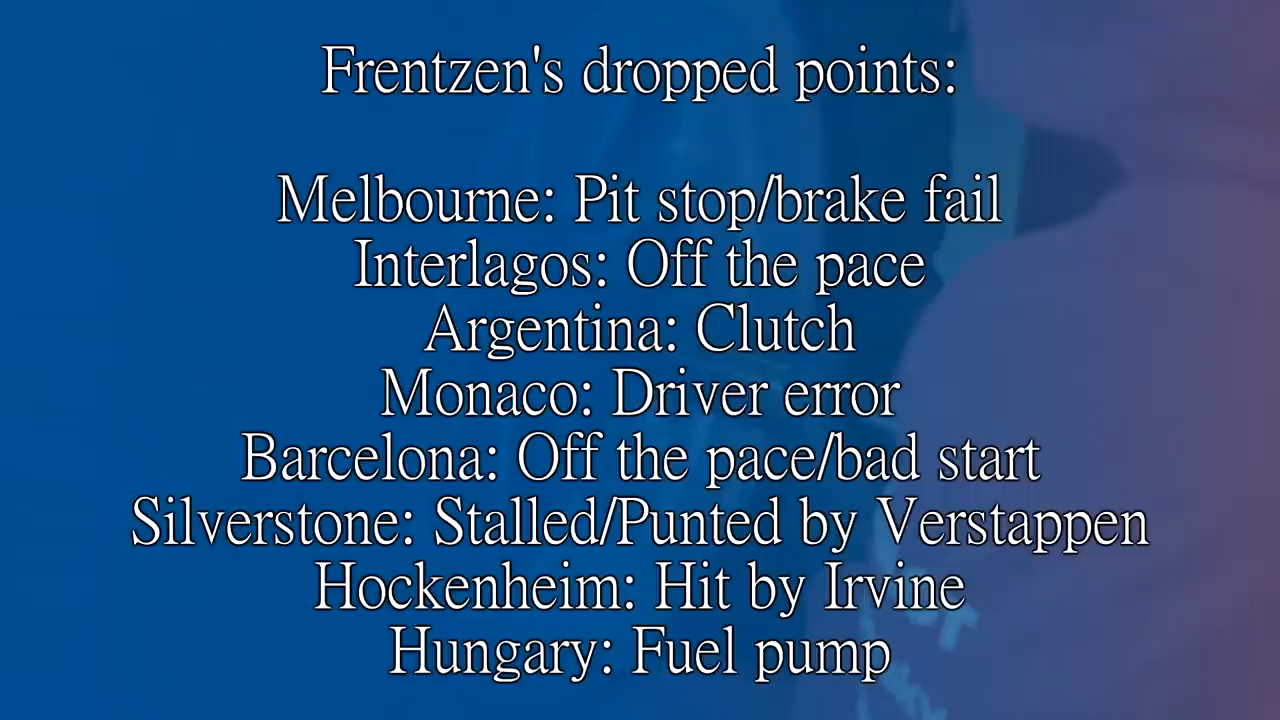 Frentzen's dropped points:
Melbourne: Pit stop/brake fail
Interlagos: Off the pace
Argentina: Clutch
Monaco: Driver error
Barcelona: Off the pace/bad start
Silverstone: Stalled/Punted by Verstappen
Hockenheim: Hit by Irvine
Hungary: Fuel pump